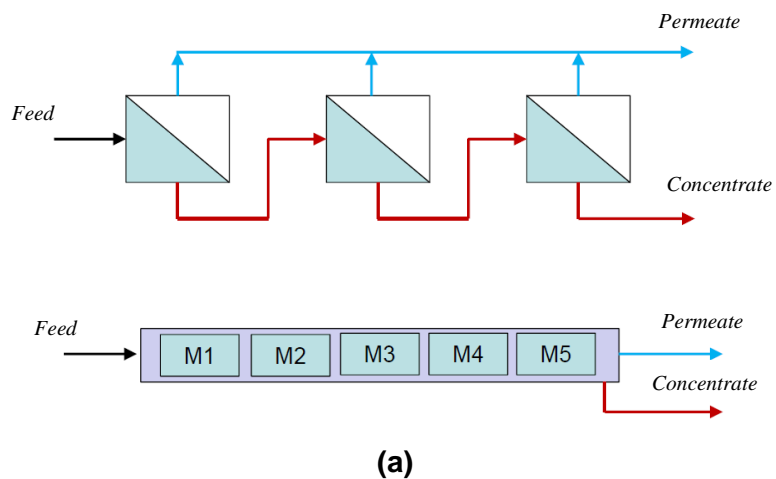 Permeate
Feed
Concentrate
Feed
Permeate
M1 M2 M3 M4 M5
Concentrate
(a)